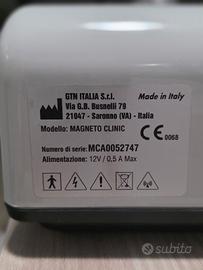 GTN ITALIA S.r.l.
Made in Italy
Via G.B. Busnelli 79
21047 - Saronno (VA) - Italia
Modello: MAGNETO CLINIC
CE 0068
Numero di serie: MCA0052747
Alimentazione: 12V / 0,5 A Max
subito